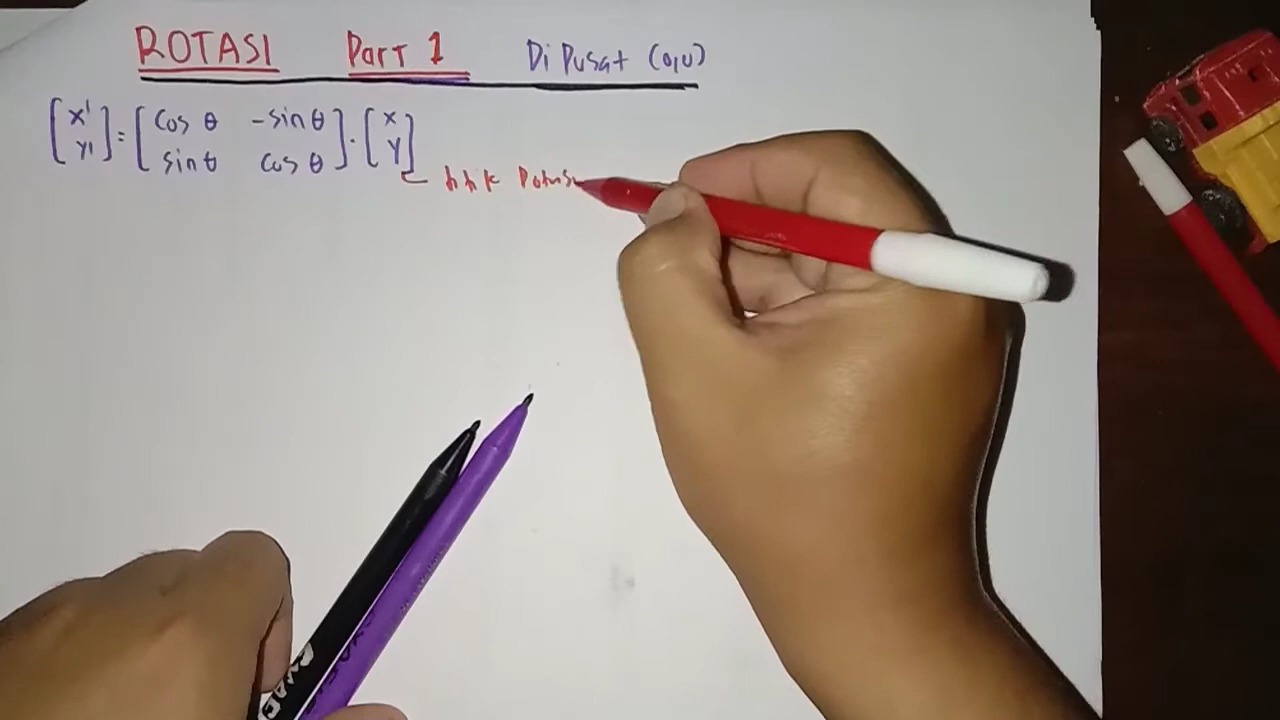 ROTASI Part 1 Di Pusat (0,0)
[x' y'] = [cos θ -sin θ sin θ cos θ] . [x y]
titik